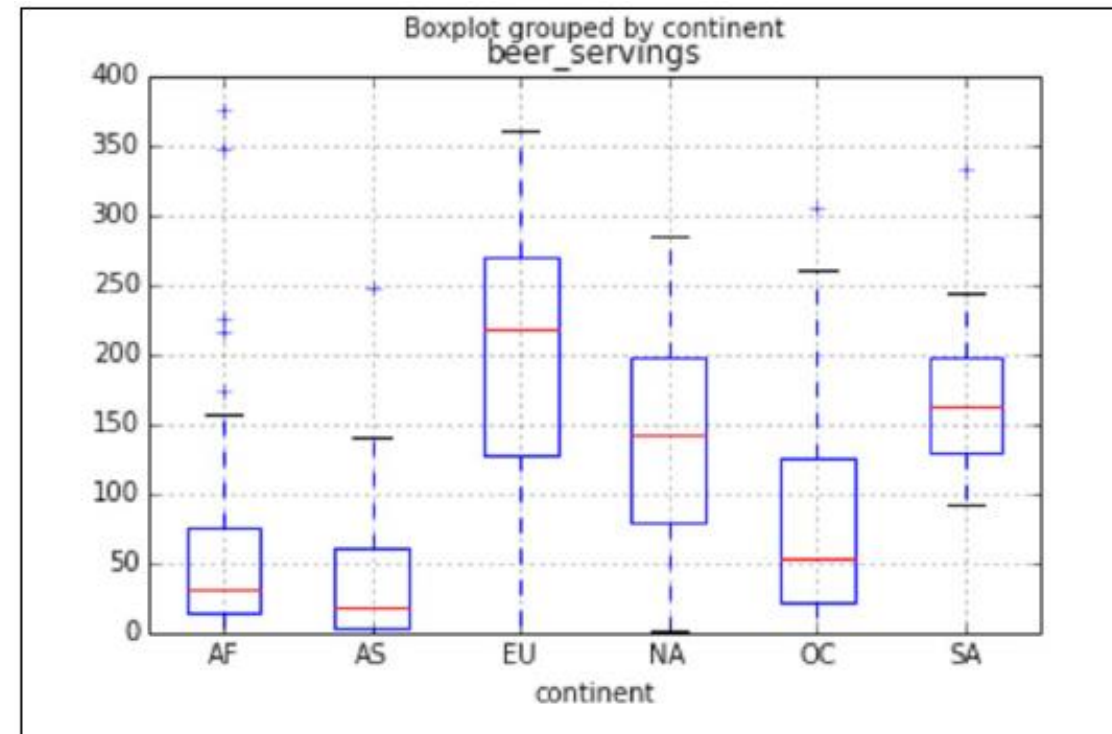 Boxplot grouped by continent
beer_servings
400
350
300
250
200
150
100
50
0
AF AS EU NA OC SA
continent